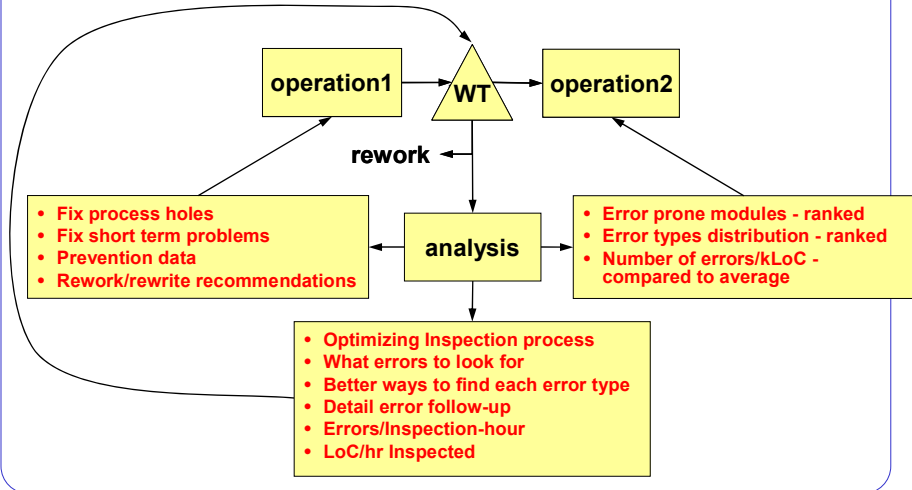 operation1
WT
operation2
rework
• Fix process holes
• Fix short term problems
• Prevention data
• Rework/rewrite recommendations
analysis
• Error prone modules - ranked
• Error types distribution - ranked
• Number of errors/kLoC -
compared to average
• Optimizing Inspection process
• What errors to look for
• Better ways to find each error type
• Detail error follow-up
• Errors/Inspection-hour
• LoC/hr Inspected